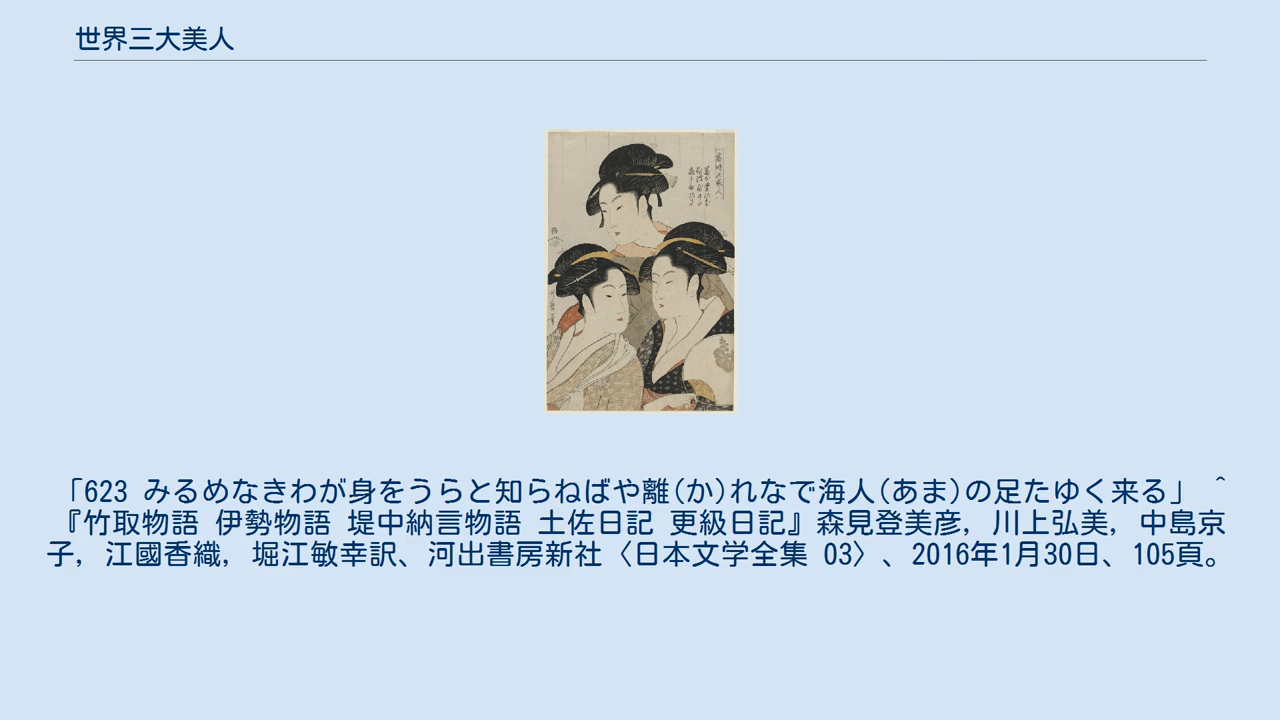 世界三大美人
「623 みるめなきわが身をうらと知らねばや離(か)れなで海人(あま)の足たゆく来る」 ^
『竹取物語 伊勢物語 堤中納言物語 土佐日記 更級日記』森見登美彦, 川上弘美, 中島京
子, 江國香織, 堀江敏幸訳、河出書房新社〈日本文学全集 03〉、2016年1月30日、105頁。